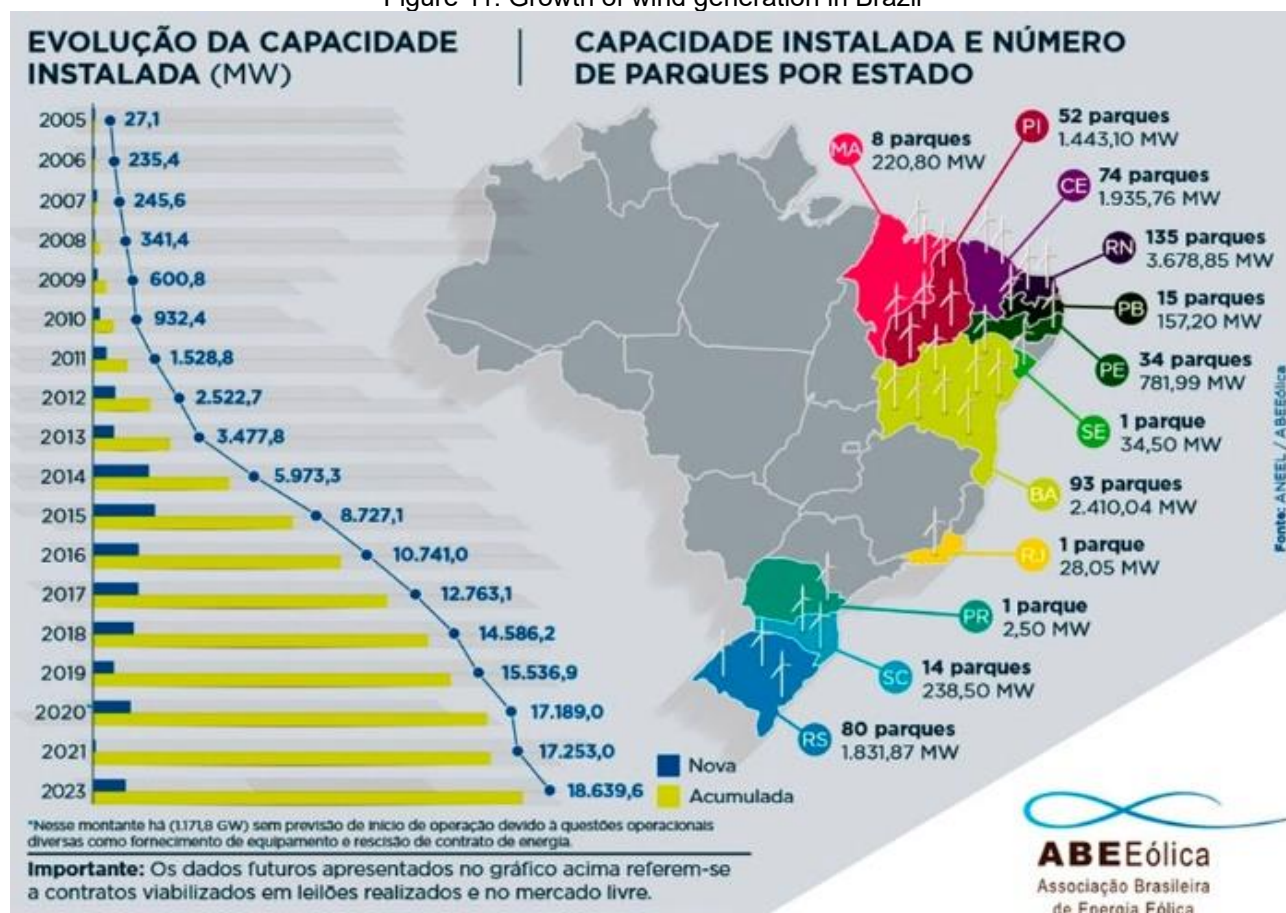 Figure 11: Growth of wind generation in Brazil
EVOLUÇÃO DA CAPACIDADE
INSTALADA (MW)
2005 27,1
2006 235,4
2007 245,6
2008 341,4
2009 600,8
2010 932,4
2011 1.528,8
2012 2.522,7
2013 3.477,8
2014 5.973,3
2015 8.727,1
2016 10.741,0
2017 12.763,1
2018 14.586,2
2019 15.536,9
2020* 17.189,0
2021 17.253,0
2023 18.639,6
Nova
Acumulada
*Nesse montante há (1.171,8 GW) sem previsão de início de operação devido à questões operacionais
diversas como fornecimento de equipamento e rescisão de contrato de energia.
Importante: Os dados futuros apresentados no gráfico acima referem-se
a contratos viabilizados em leilões realizados e no mercado livre.
CAPACIDADE INSTALADA E NÚMERO
DE PARQUES POR ESTADO
MA 8 parques
220,80 MW
PI 52 parques
1.443,10 MW
CE 74 parques
1.935,76 MW
RN 135 parques
3.678,85 MW
PB 15 parques
157,20 MW
PE 34 parques
781,99 MW
SE 1 parque
34,50 MW
BA 93 parques
2.410,04 MW
RJ 1 parque
28,05 MW
PR 1 parque
2,50 MW
SC 14 parques
238,50 MW
RS 80 parques
1.831,87 MW
Fonte: ANEEL / ABEEólica
ABEEólica
Associação Brasileira
de Energia Eólica